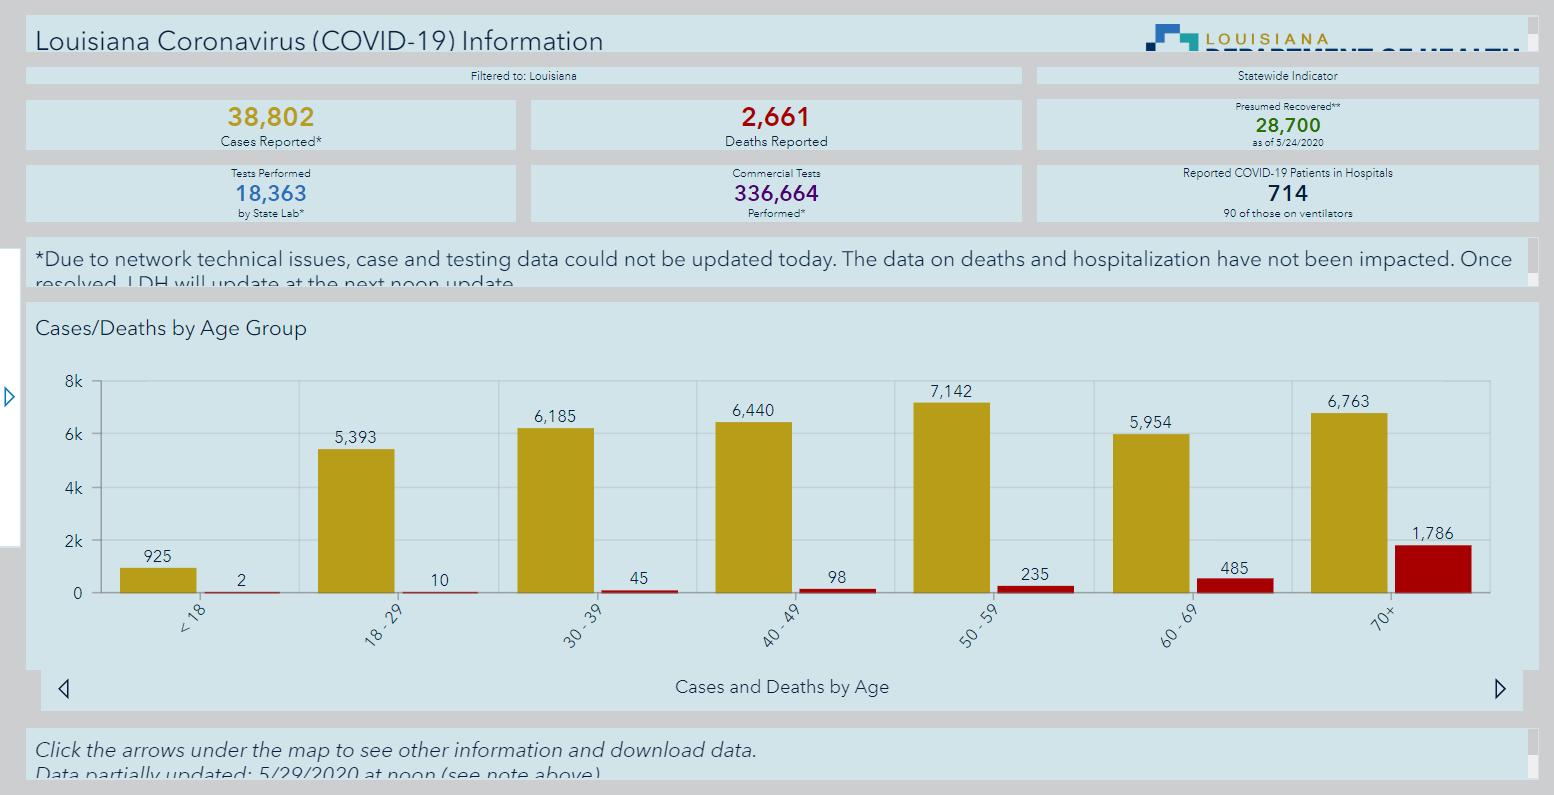 Louisiana Coronavirus (COVID-19) Information
LOUISIANA
DEPARTMENT OF HEALTH
Filtered to: Louisiana
Statewide Indicator
38,802
Cases Reported*
2,661
Deaths Reported
Presumed Recovered**
28,700
as of 5/24/2020
Tests Performed
18,363
by State Lab*
Commercial Tests
336,664
Performed*
Reported COVID-19 Patients in Hospitals
714
90 of those on ventilators
*Due to network technical issues, case and testing data could not be updated today. The data on deaths and hospitalization have not been impacted. Once
resolved, LDH will update at the next noon update.
Cases/Deaths by Age Group
8k
6k
4k
2k
0
925
2
5,393
10
6,185
45
6,440
98
7,142
235
5,954
485
6,763
1,786
< 18
18 - 29
30 - 39
40 - 49
50 - 59
60 - 69
70+
Cases and Deaths by Age
Click the arrows under the map to see other information and download data.
Data partially updated: 5/29/2020 at noon (see note above)